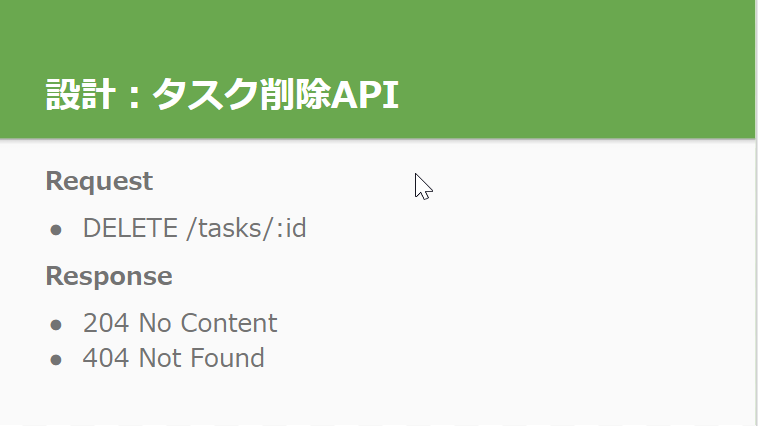 設計：タスク削除API
Request
● DELETE /tasks/:id
Response
● 204 No Content
● 404 Not Found